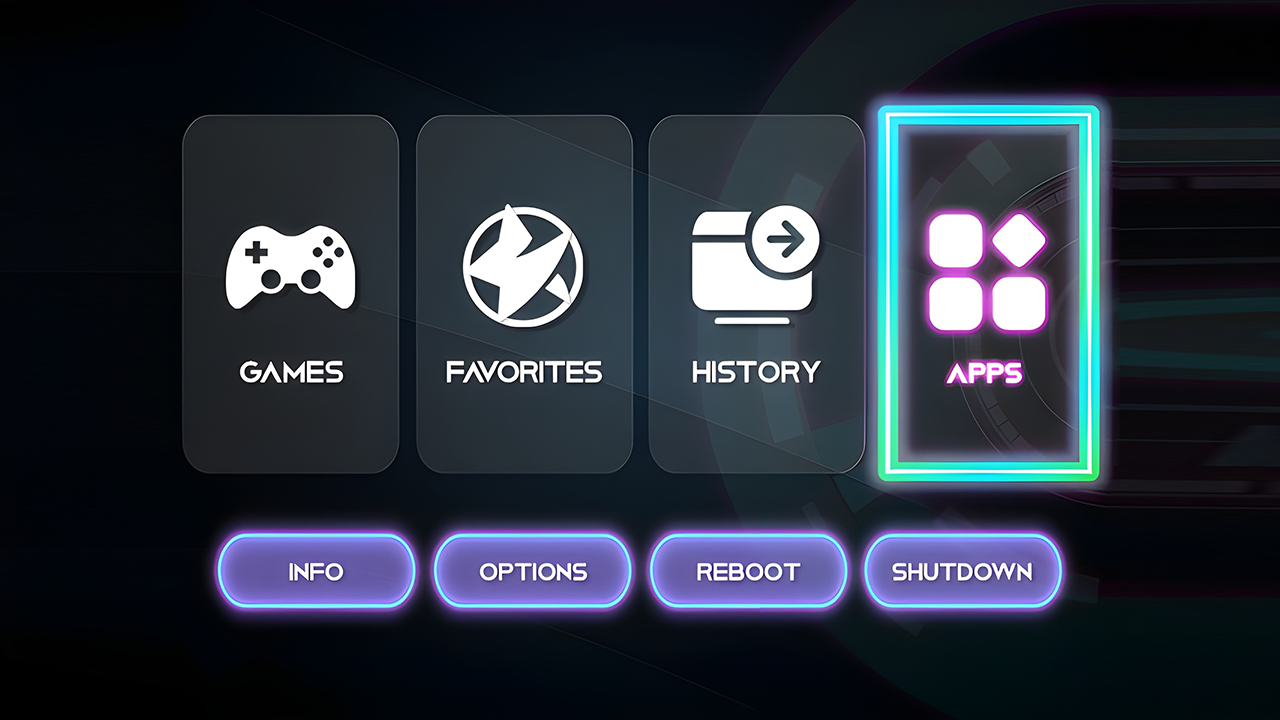 GAMES
FAVORITES
HISTORY
APPS
INFO
OPTIONS
REBOOT
SHUTDOWN